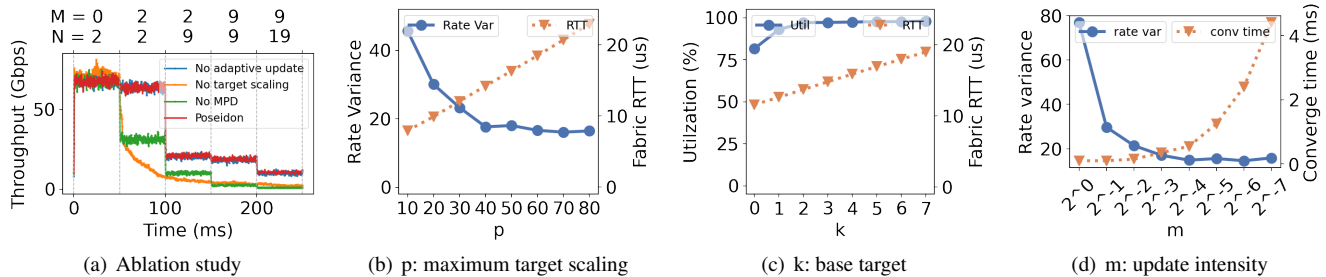 M = 0 2 2 9 9
N = 2 2 9 9 19
Throughput (Gbps)
50
0
No adaptive update
No target scaling
No MPD
Poseidon
0 100 200
Time (ms)
(a) Ablation study
Rate Variance
40
20
0
Rate Var
RTT
20
10
0
Fabric RTT (us)
10 20 30 40 50 60 70 80
p
(b) p: maximum target scaling
Utilzation (%)
100
75
50
25
0
Util
RTT
20
10
0
Fabric RTT (us)
0 1 2 3 4 5 6 7
k
(c) k: base target
Rate variance
80
60
40
20
rate var
conv time
4
2
0
Converge time (ms)
2^-0 2^-1 2^-2 2^-3 2^-4 2^-5 2^-6 2^-7
m
(d) m: update intensity